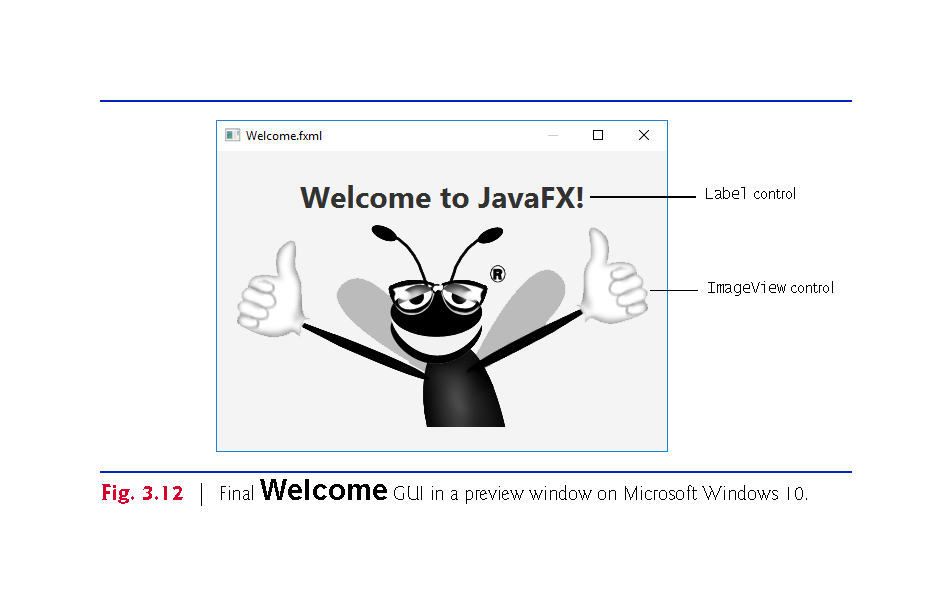 Welcome.fxml
Welcome to JavaFX!
Label control
®
ImageView control
Fig. 3.12 | Final Welcome GUI in a preview window on Microsoft Windows 10.